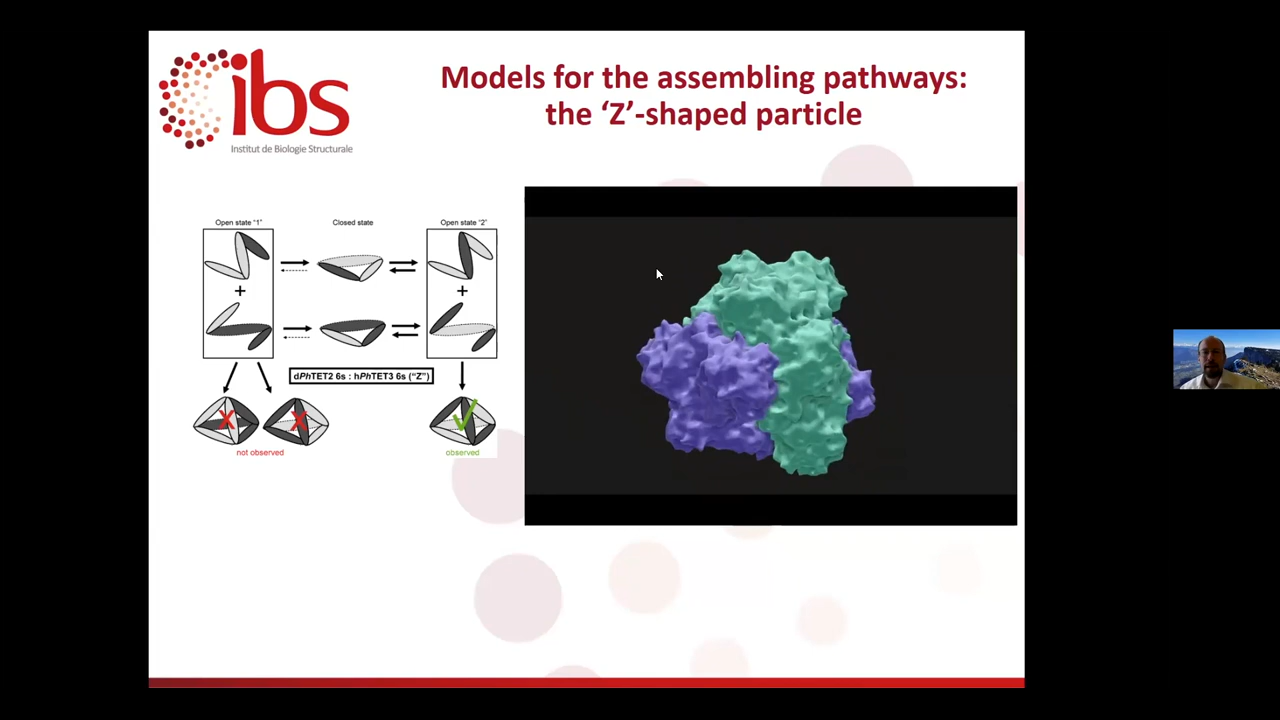 ibs
Institut de Biologie Structurale
Models for the assembling pathways:
the ‘Z’-shaped particle
Open state "1"
Closed state
Open state "2"
+
+
dPhTET2 6s : hPhTET3 6s ("Z")
X
X
not observed
observed